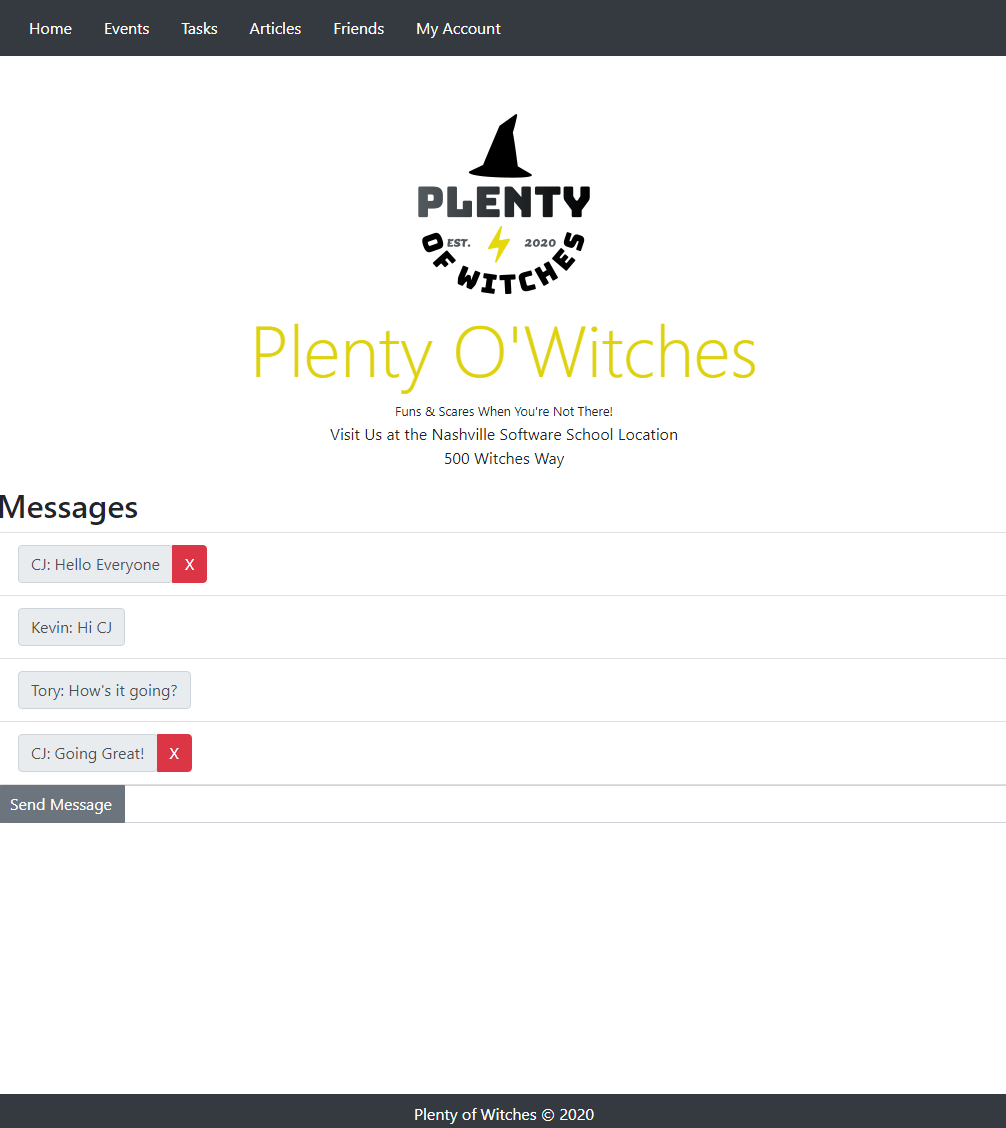 Home Events Tasks Articles Friends My Account
PLENTY
EST. 2020
OF WITCHES
Plenty O'Witches
Funs & Scares When You're Not There!
Visit Us at the Nashville Software School Location
500 Witches Way
Messages
CJ: Hello Everyone X
Kevin: Hi CJ
Tory: How's it going?
CJ: Going Great! X
Send Message
Plenty of Witches © 2020